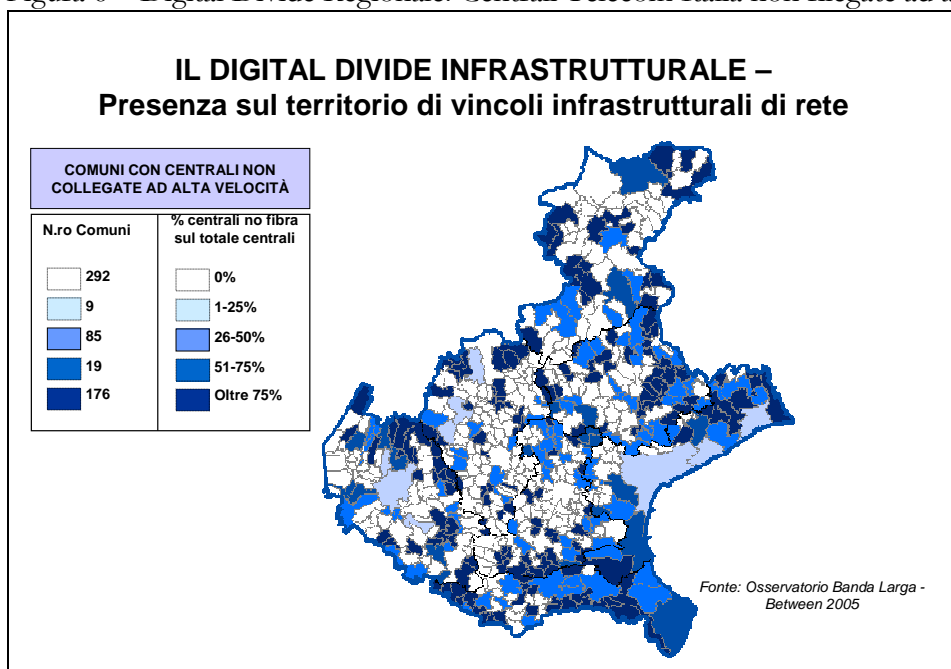 IL DIGITAL DIVIDE INFRASTRUTTURALE –
Presenza sul territorio di vincoli infrastrutturali di rete
COMUNI CON CENTRALI NON
COLLEGATE AD ALTA VELOCITÀ
N.ro Comuni
% centrali no fibra
sul totale centrali
292 0%
9 1-25%
85 26-50%
19 51-75%
176 Oltre 75%
Fonte: Osservatorio Banda Larga -
Between 2005